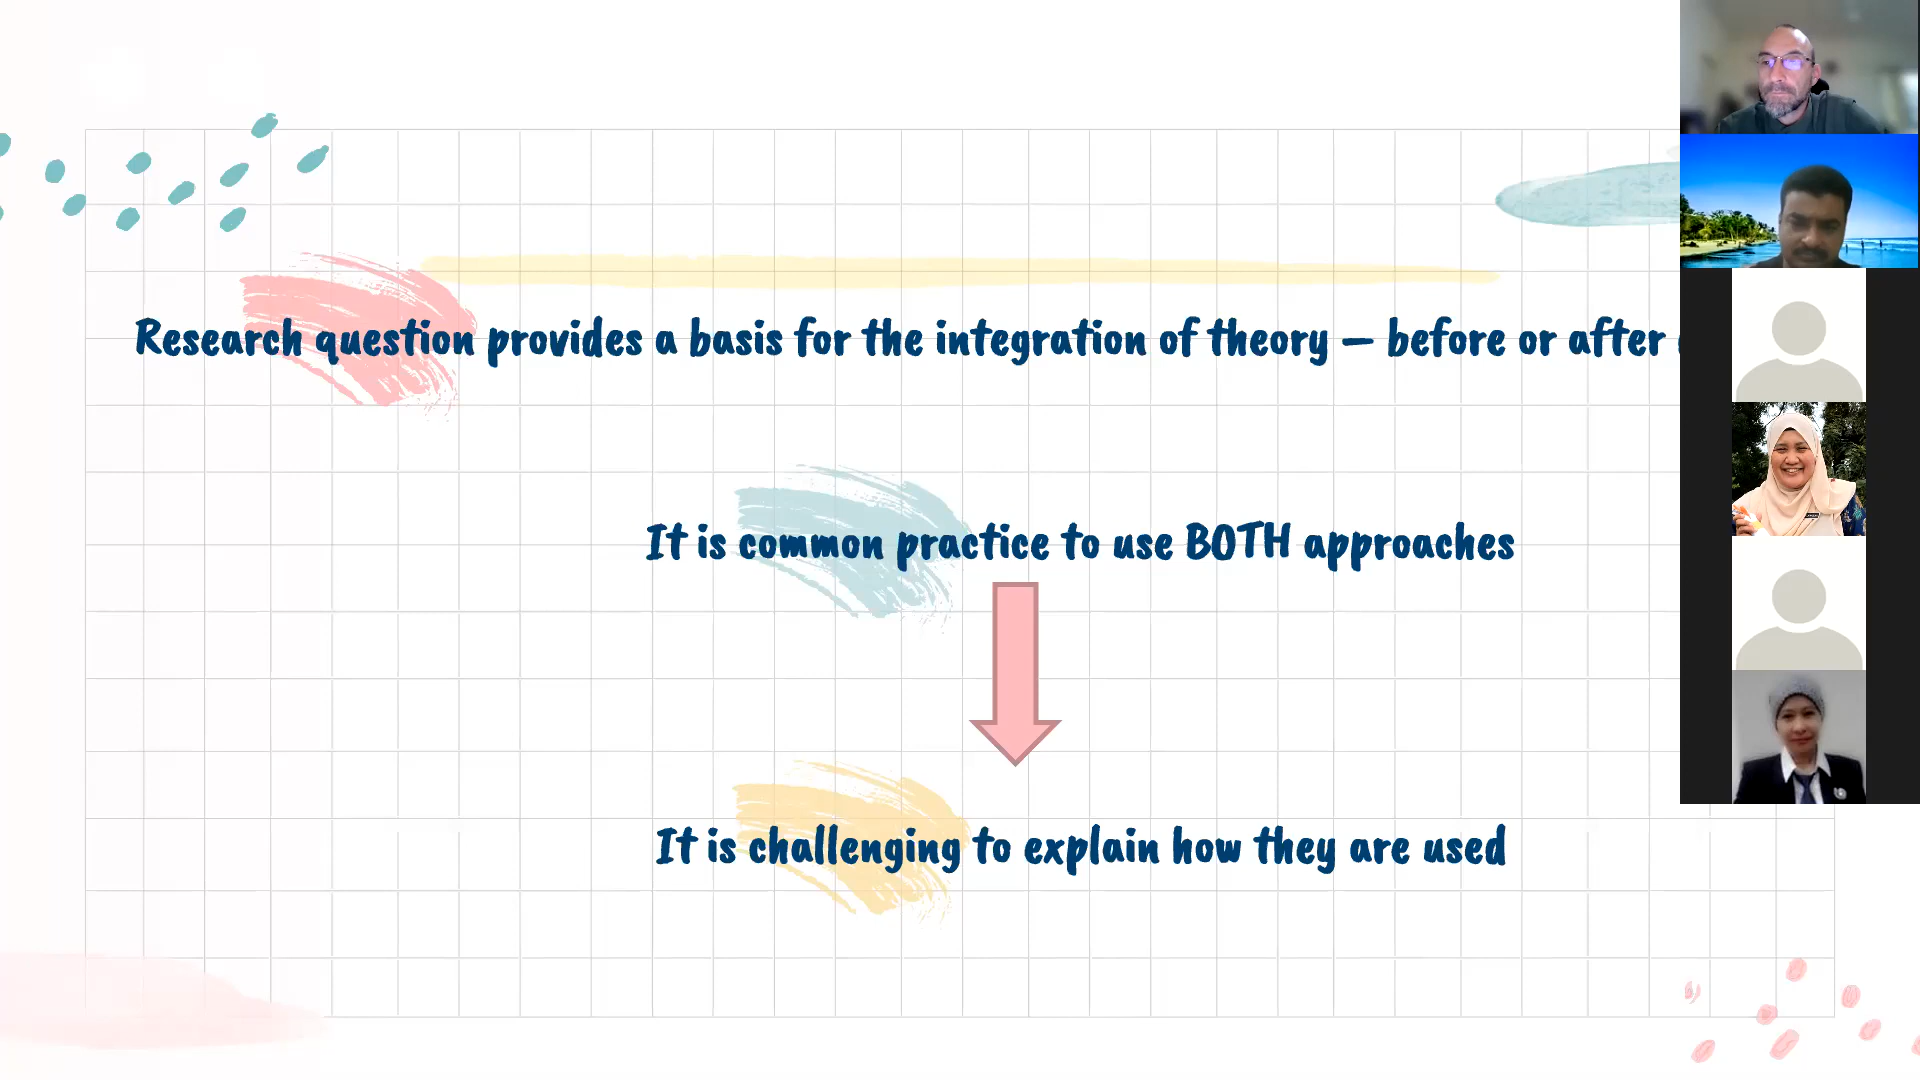 Research question provides a basis for the integration of theory – before or after
It is common practice to use BOTH approaches
It is challenging to explain how they are used